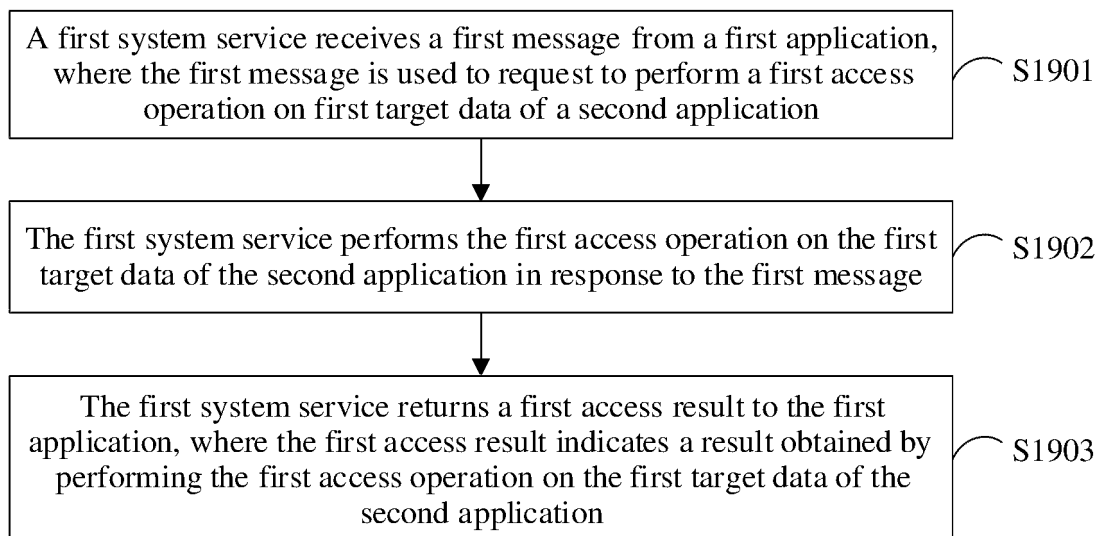 A first system service receives a first message from a first application,
where the first message is used to request to perform a first access
operation on first target data of a second application
S1901
The first system service performs the first access operation on the first
target data of the second application in response to the first message
S1902
The first system service returns a first access result to the first
application, where the first access result indicates a result obtained by
performing the first access operation on the first target data of the
second application
S1903